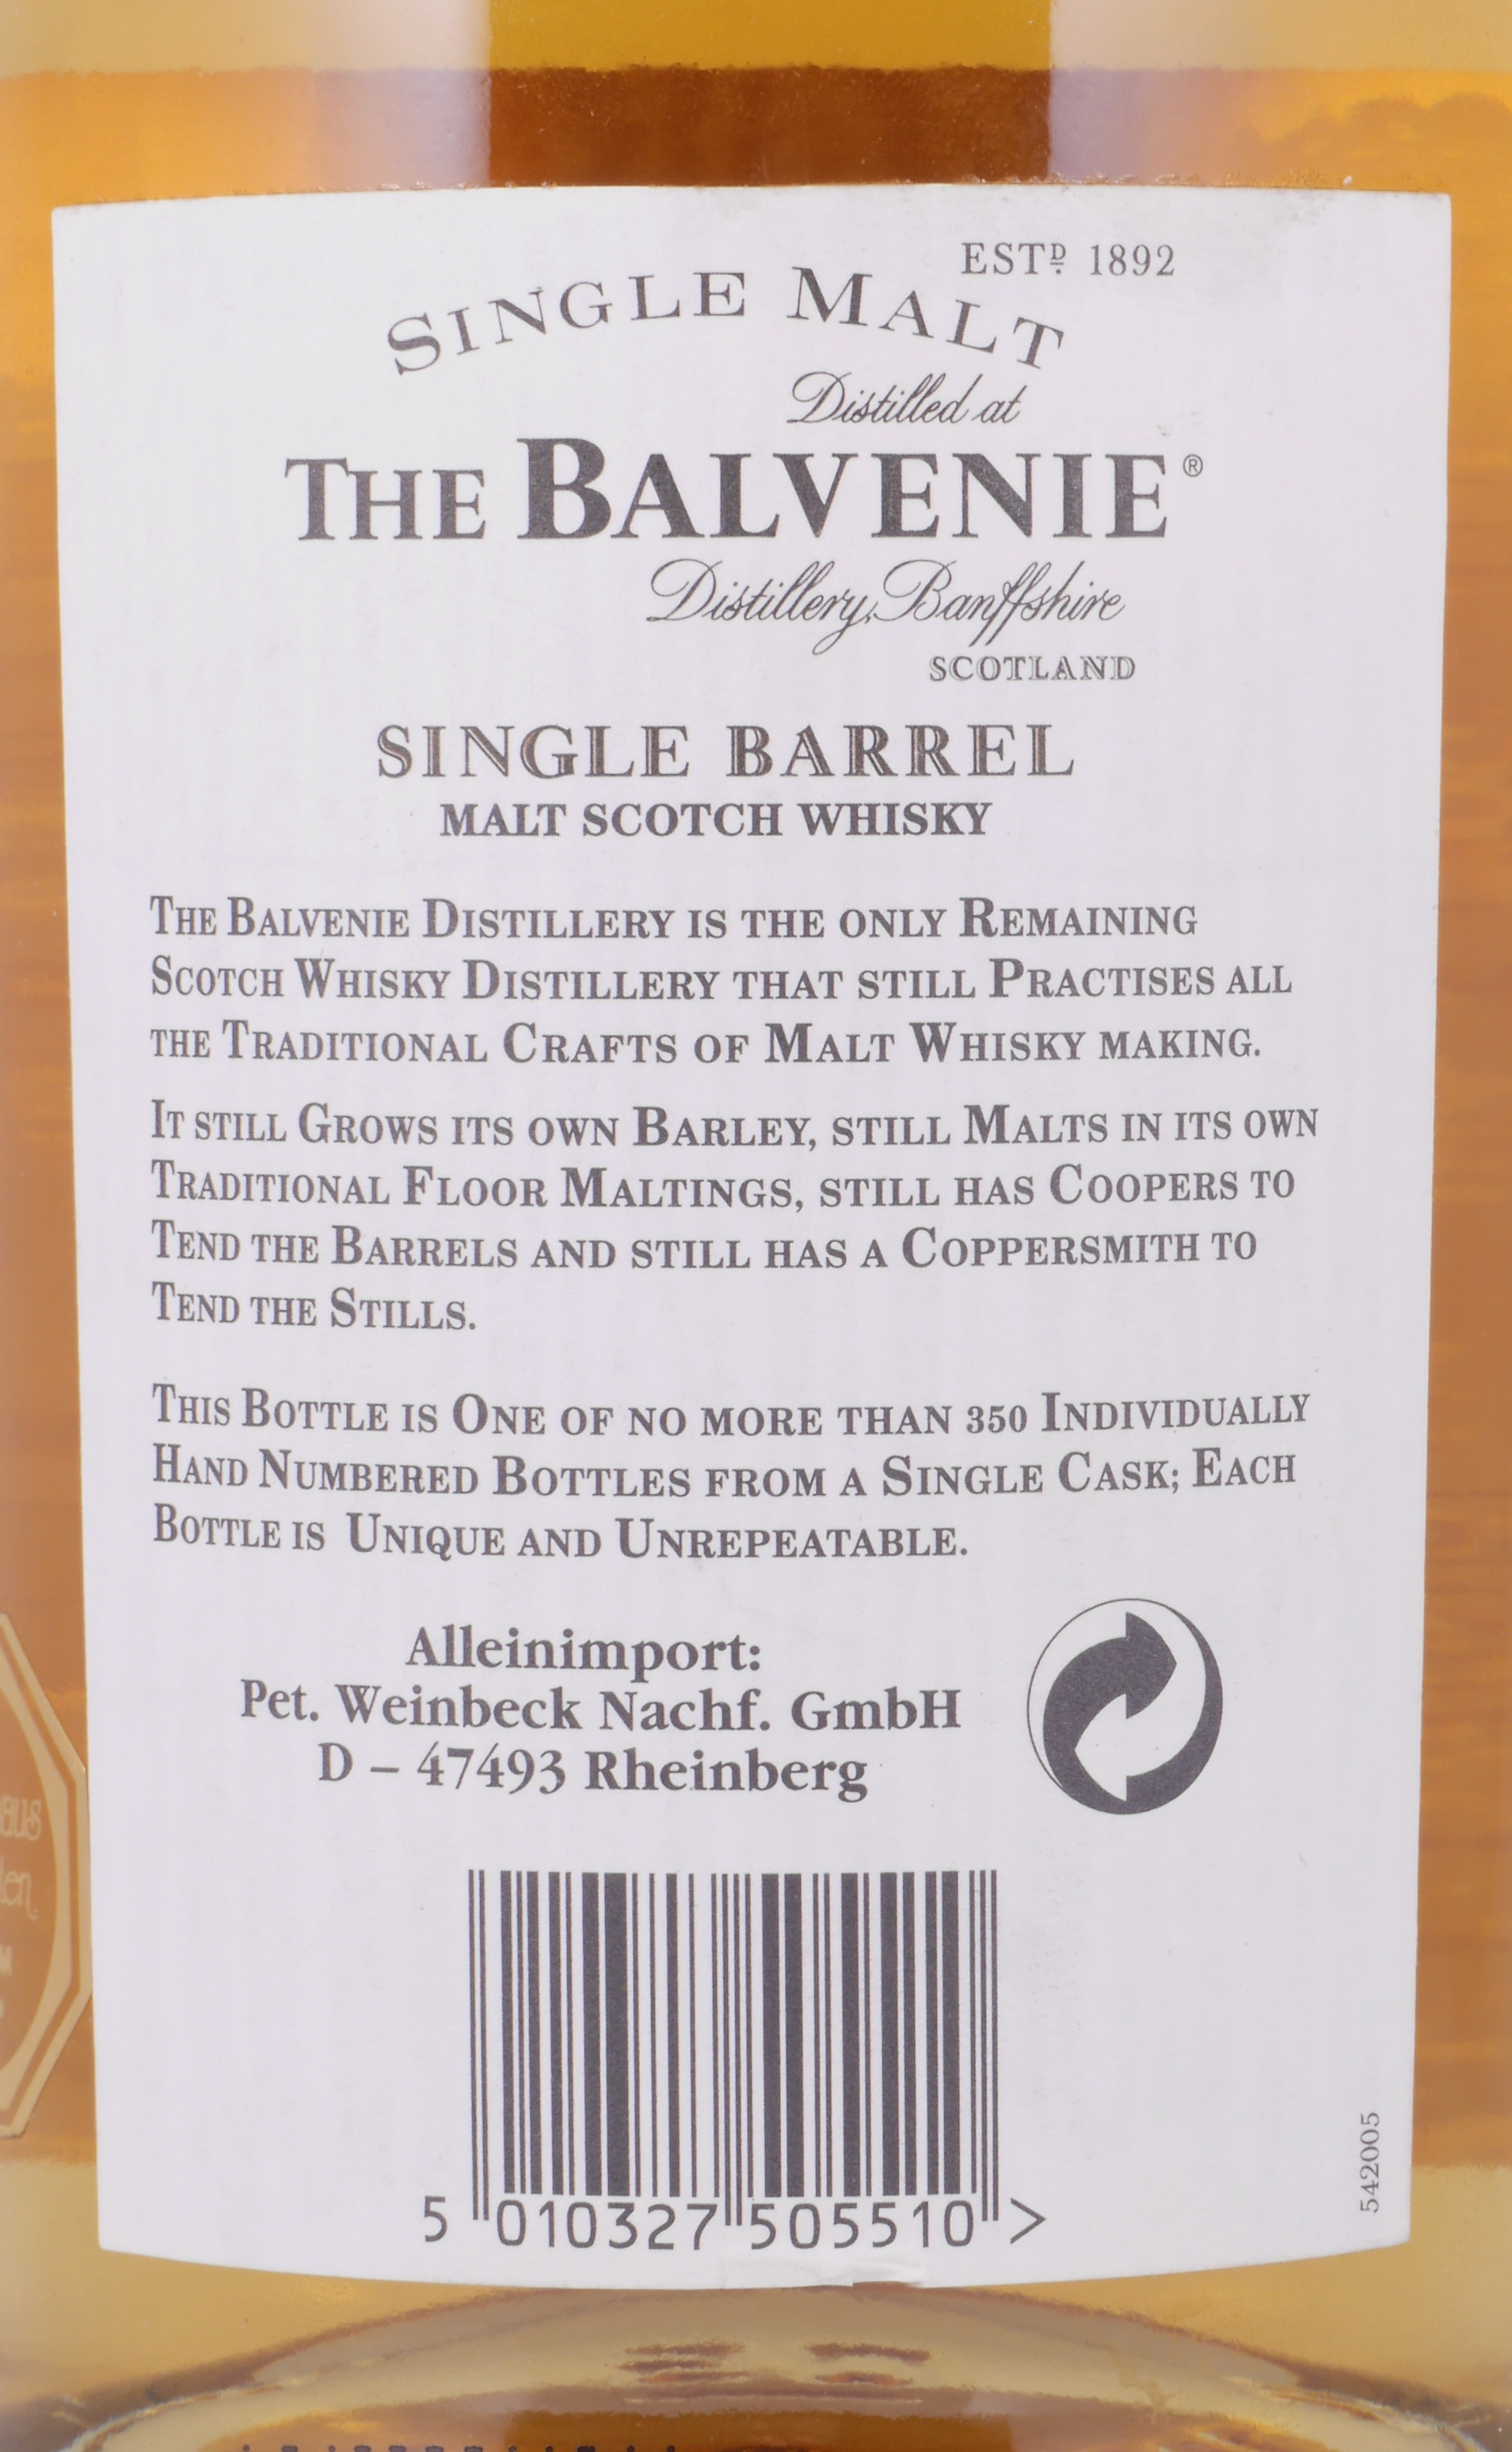 ESTD 1892
SINGLE MALT
Distilled at
THE BALVENIE®
Distillery, Banffshire
SCOTLAND
SINGLE BARREL
MALT SCOTCH WHISKY
THE BALVENIE DISTILLERY IS THE ONLY REMAINING
SCOTCH WHISKY DISTILLERY THAT STILL PRACTISES ALL
THE TRADITIONAL CRAFTS OF MALT WHISKY MAKING.
IT STILL GROWS ITS OWN BARLEY, STILL MALTS IN ITS OWN
TRADITIONAL FLOOR MALTINGS, STILL HAS COOPERS TO
TEND THE BARRELS AND STILL HAS A COPPERSMITH TO
TEND THE STILLS.
THIS BOTTLE IS ONE OF NO MORE THAN 350 INDIVIDUALLY
HAND NUMBERED BOTTLES FROM A SINGLE CASK; EACH
BOTTLE IS UNIQUE AND UNREPEATABLE.
Alleinimport:
Pet. Weinbeck Nachf. GmbH
D – 47493 Rheinberg
5 010327 505510 >
542005